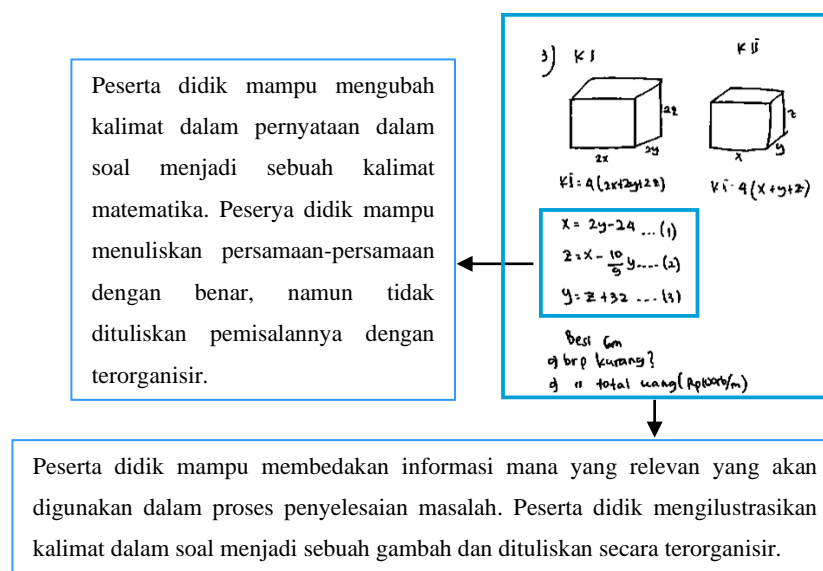 Peserta didik mampu mengubah
kalimat dalam pernyataan dalam
soal menjadi sebuah kalimat
matematika. Peserya didik mampu
menuliskan persamaan-persamaan
dengan benar, namun tidak
dituliskan pemisalannya dengan
terorganisir.
3) K I
K II
2z
2x
2y
z
x
y
KI = 4(2x+2y+2z)
KI = 4(x+y+z)
x = 2y-24 ...(1)
z = x - 10/9 y.....(2)
y = z +32 ...(3)
Besi 6m
brp kurang?
" total uang (Rp100rb/m)
Peserta didik mampu membedakan informasi mana yang relevan yang akan
digunakan dalam proses penyelesaian masalah. Peserta didik mengilustrasikan
kalimat dalam soal menjadi sebuah gambah dan dituliskan secara terorganisir.